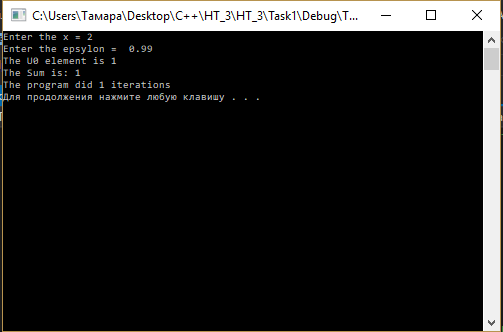 C:\Users\Тамара\Desktop\C++\HT_3\HT_3\Task1\Debug\T...
Enter the x = 2
Enter the epsylon =  0.99
The U0 element is 1
The Sum is: 1
The program did 1 iterations
Для продолжения нажмите любую клавишу . . .